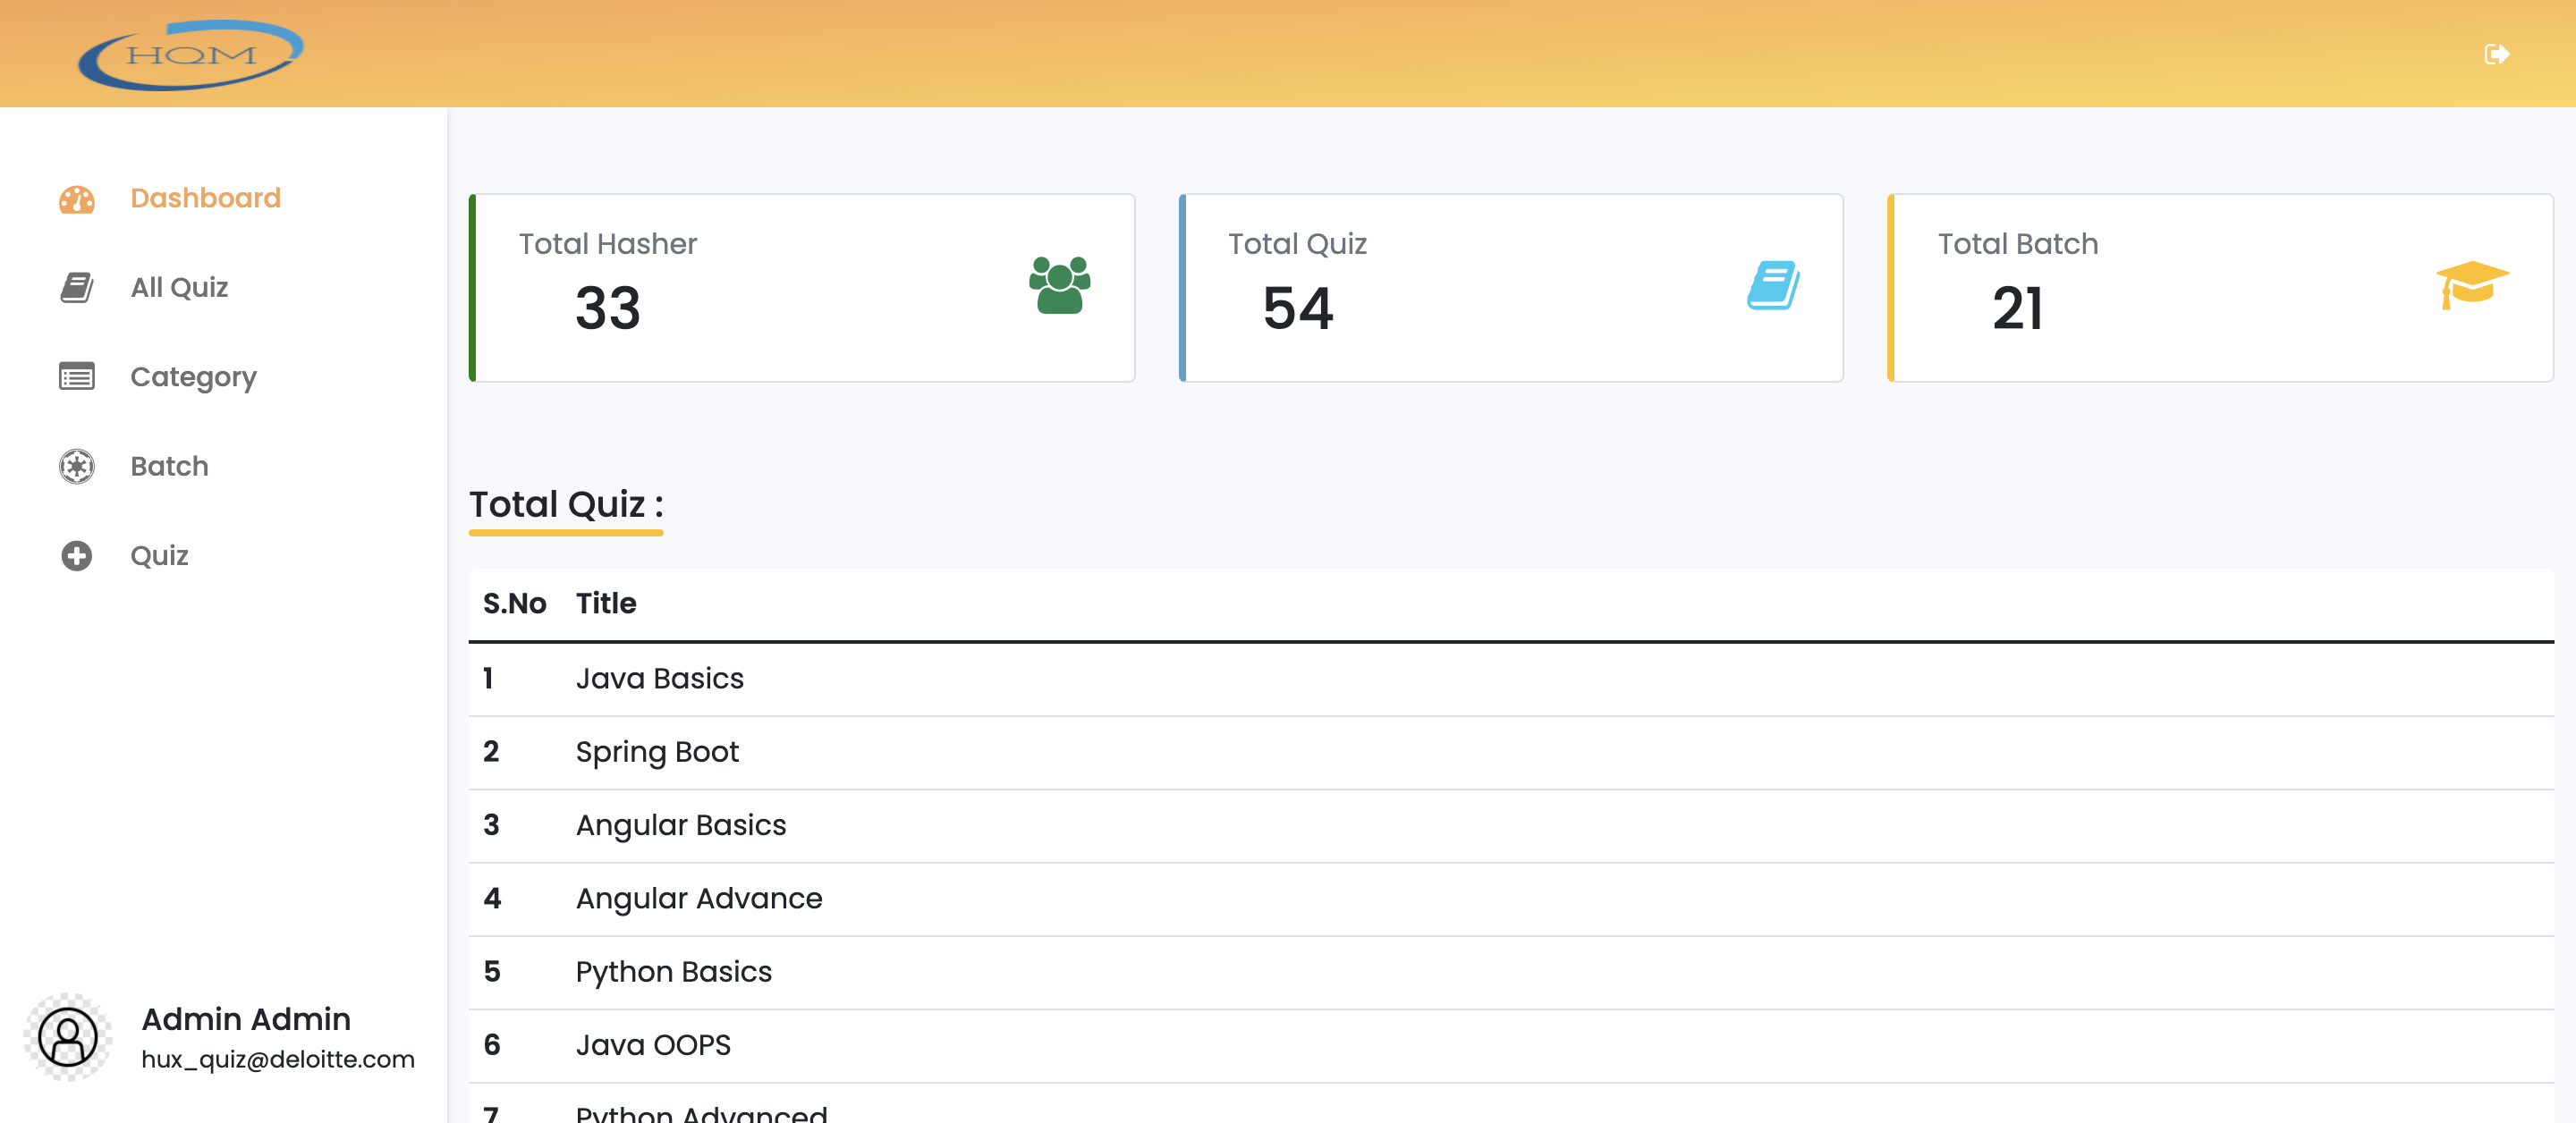 HQM
Dashboard
All Quiz
Category
Batch
Quiz
Admin Admin
hux_quiz@deloitte.com
Total Hasher
33
Total Quiz
54
Total Batch
21
Total Quiz :
S.No Title
1 Java Basics
2 Spring Boot
3 Angular Basics
4 Angular Advance
5 Python Basics
6 Java OOPS
7 Python Advanced